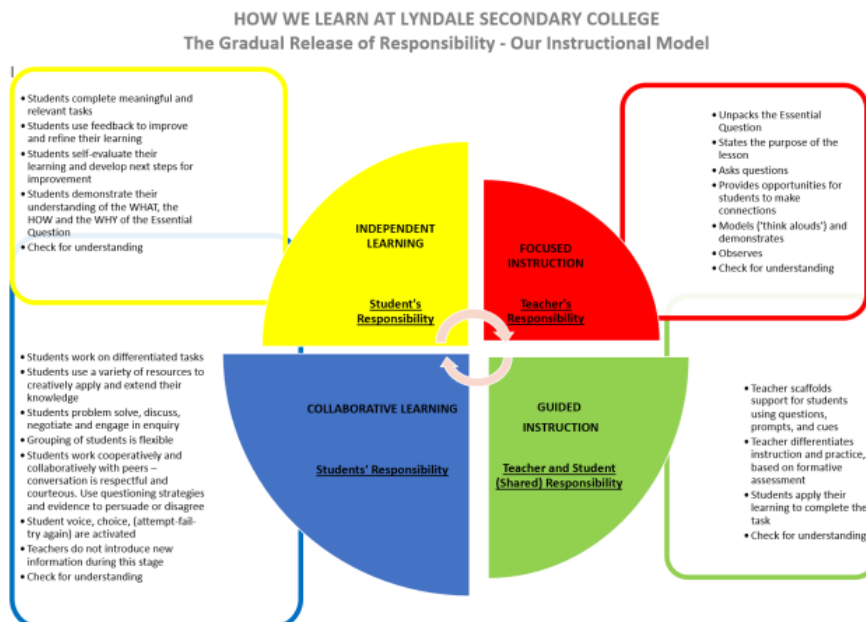 HOW WE LEARN AT LYNDALE SECONDARY COLLEGE
The Gradual Release of Responsibility - Our Instructional Model
• Students complete meaningful and
relevant tasks
• Students use feedback to improve
and refine their learning
• Students self-evaluate their
learning and develop next steps for
improvement
• Students demonstrate their
understanding of the WHAT, the
HOW and the WHY of the Essential
Question
• Check for understanding
INDEPENDENT
LEARNING
Student's
Responsibility
FOCUSED
INSTRUCTION
Teacher's
Responsibility
• Unpacks the Essential
Question
• States the purpose of the
lesson
• Asks questions
• Provides opportunities for
students to make
connections
• Models ('think alouds') and
demonstrates
• Observes
• Check for understanding
• Students work on differentiated tasks
• Students use a variety of resources to
creatively apply and extend their
knowledge
• Students problem solve, discuss,
negotiate and engage in enquiry
• Grouping of students is flexible
• Students work cooperatively and
collaboratively with peers –
conversation is respectful and
courteous. Use questioning strategies
and evidence to persuade or disagree
• Student voice, choice, (attempt-fail-
try again) are activated
• Teachers do not introduce new
information during this stage
• Check for understanding
COLLABORATIVE LEARNING
Students' Responsibility
GUIDED
INSTRUCTION
Teacher and Student
(Shared) Responsibility
• Teacher scaffolds
support for students
using questions,
prompts, and cues
• Teacher differentiates
instruction and practice,
based on formative
assessment
• Students apply their
learning to complete the
task
• Check for understanding